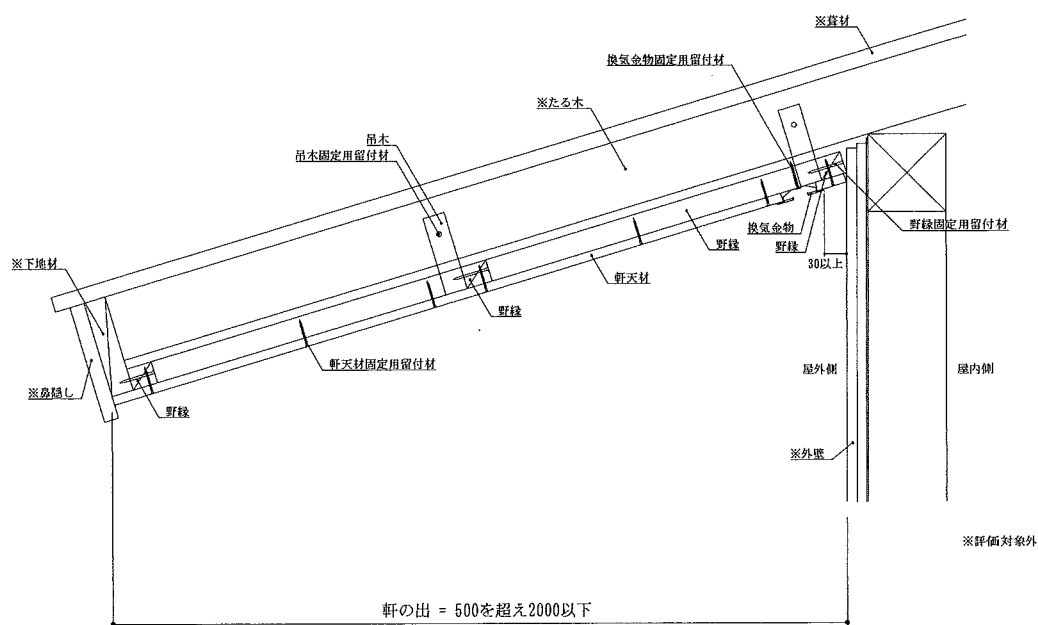 ※葺材
換気金物固定用留付材
※たる木
吊木
吊木固定用留付材
換気金物
野縁固定用留付材
野縁
野縁
30以上
※下地材
軒天材
野縁
軒天材固定用留付材
屋外側
屋内側
※鼻隠し
野縁
※外壁
※評価対象外
軒の出 = 500を超え2000以下